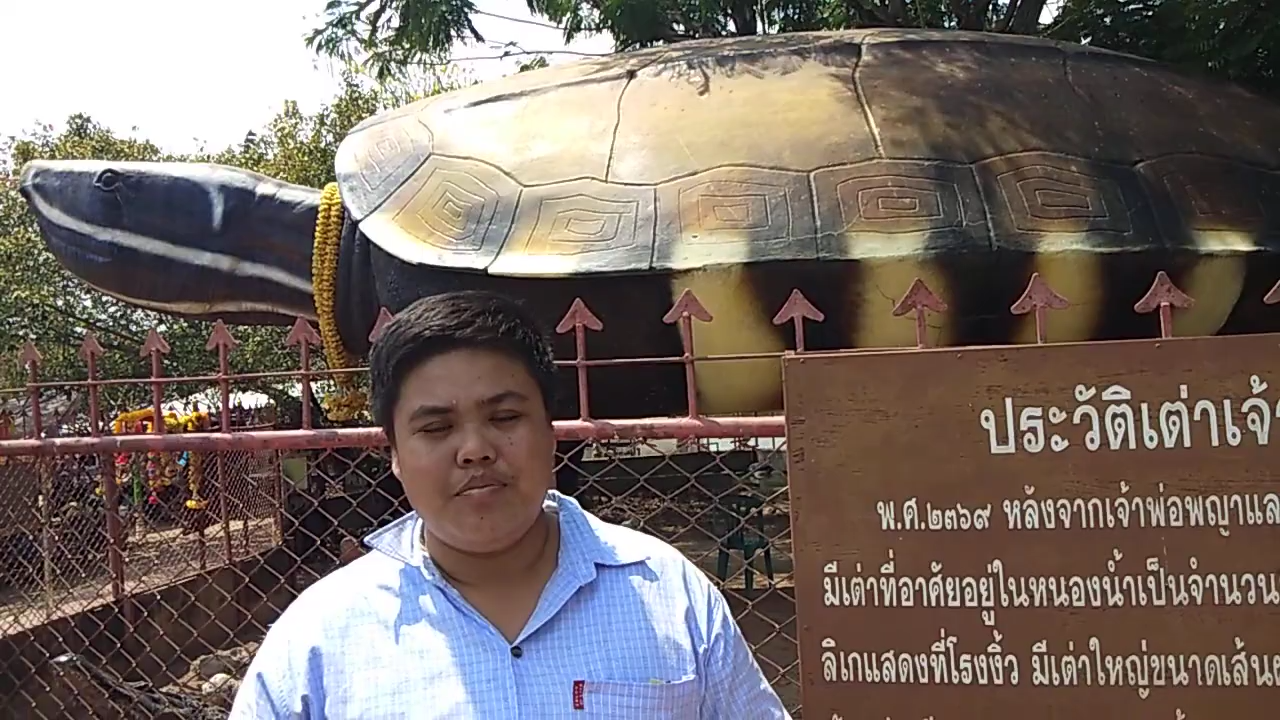 ประวัติเต่าเจ้า
พ.ศ.๒๓๖๙ หลังจากเจ้าพ่อพญาแล
มีเต่าที่อาศัยอยู่ในหนองน้ำเป็นจำนวน
ลิเกแสดงที่โรงงิ้ว มีเต่าใหญ่ขนาดเส้น